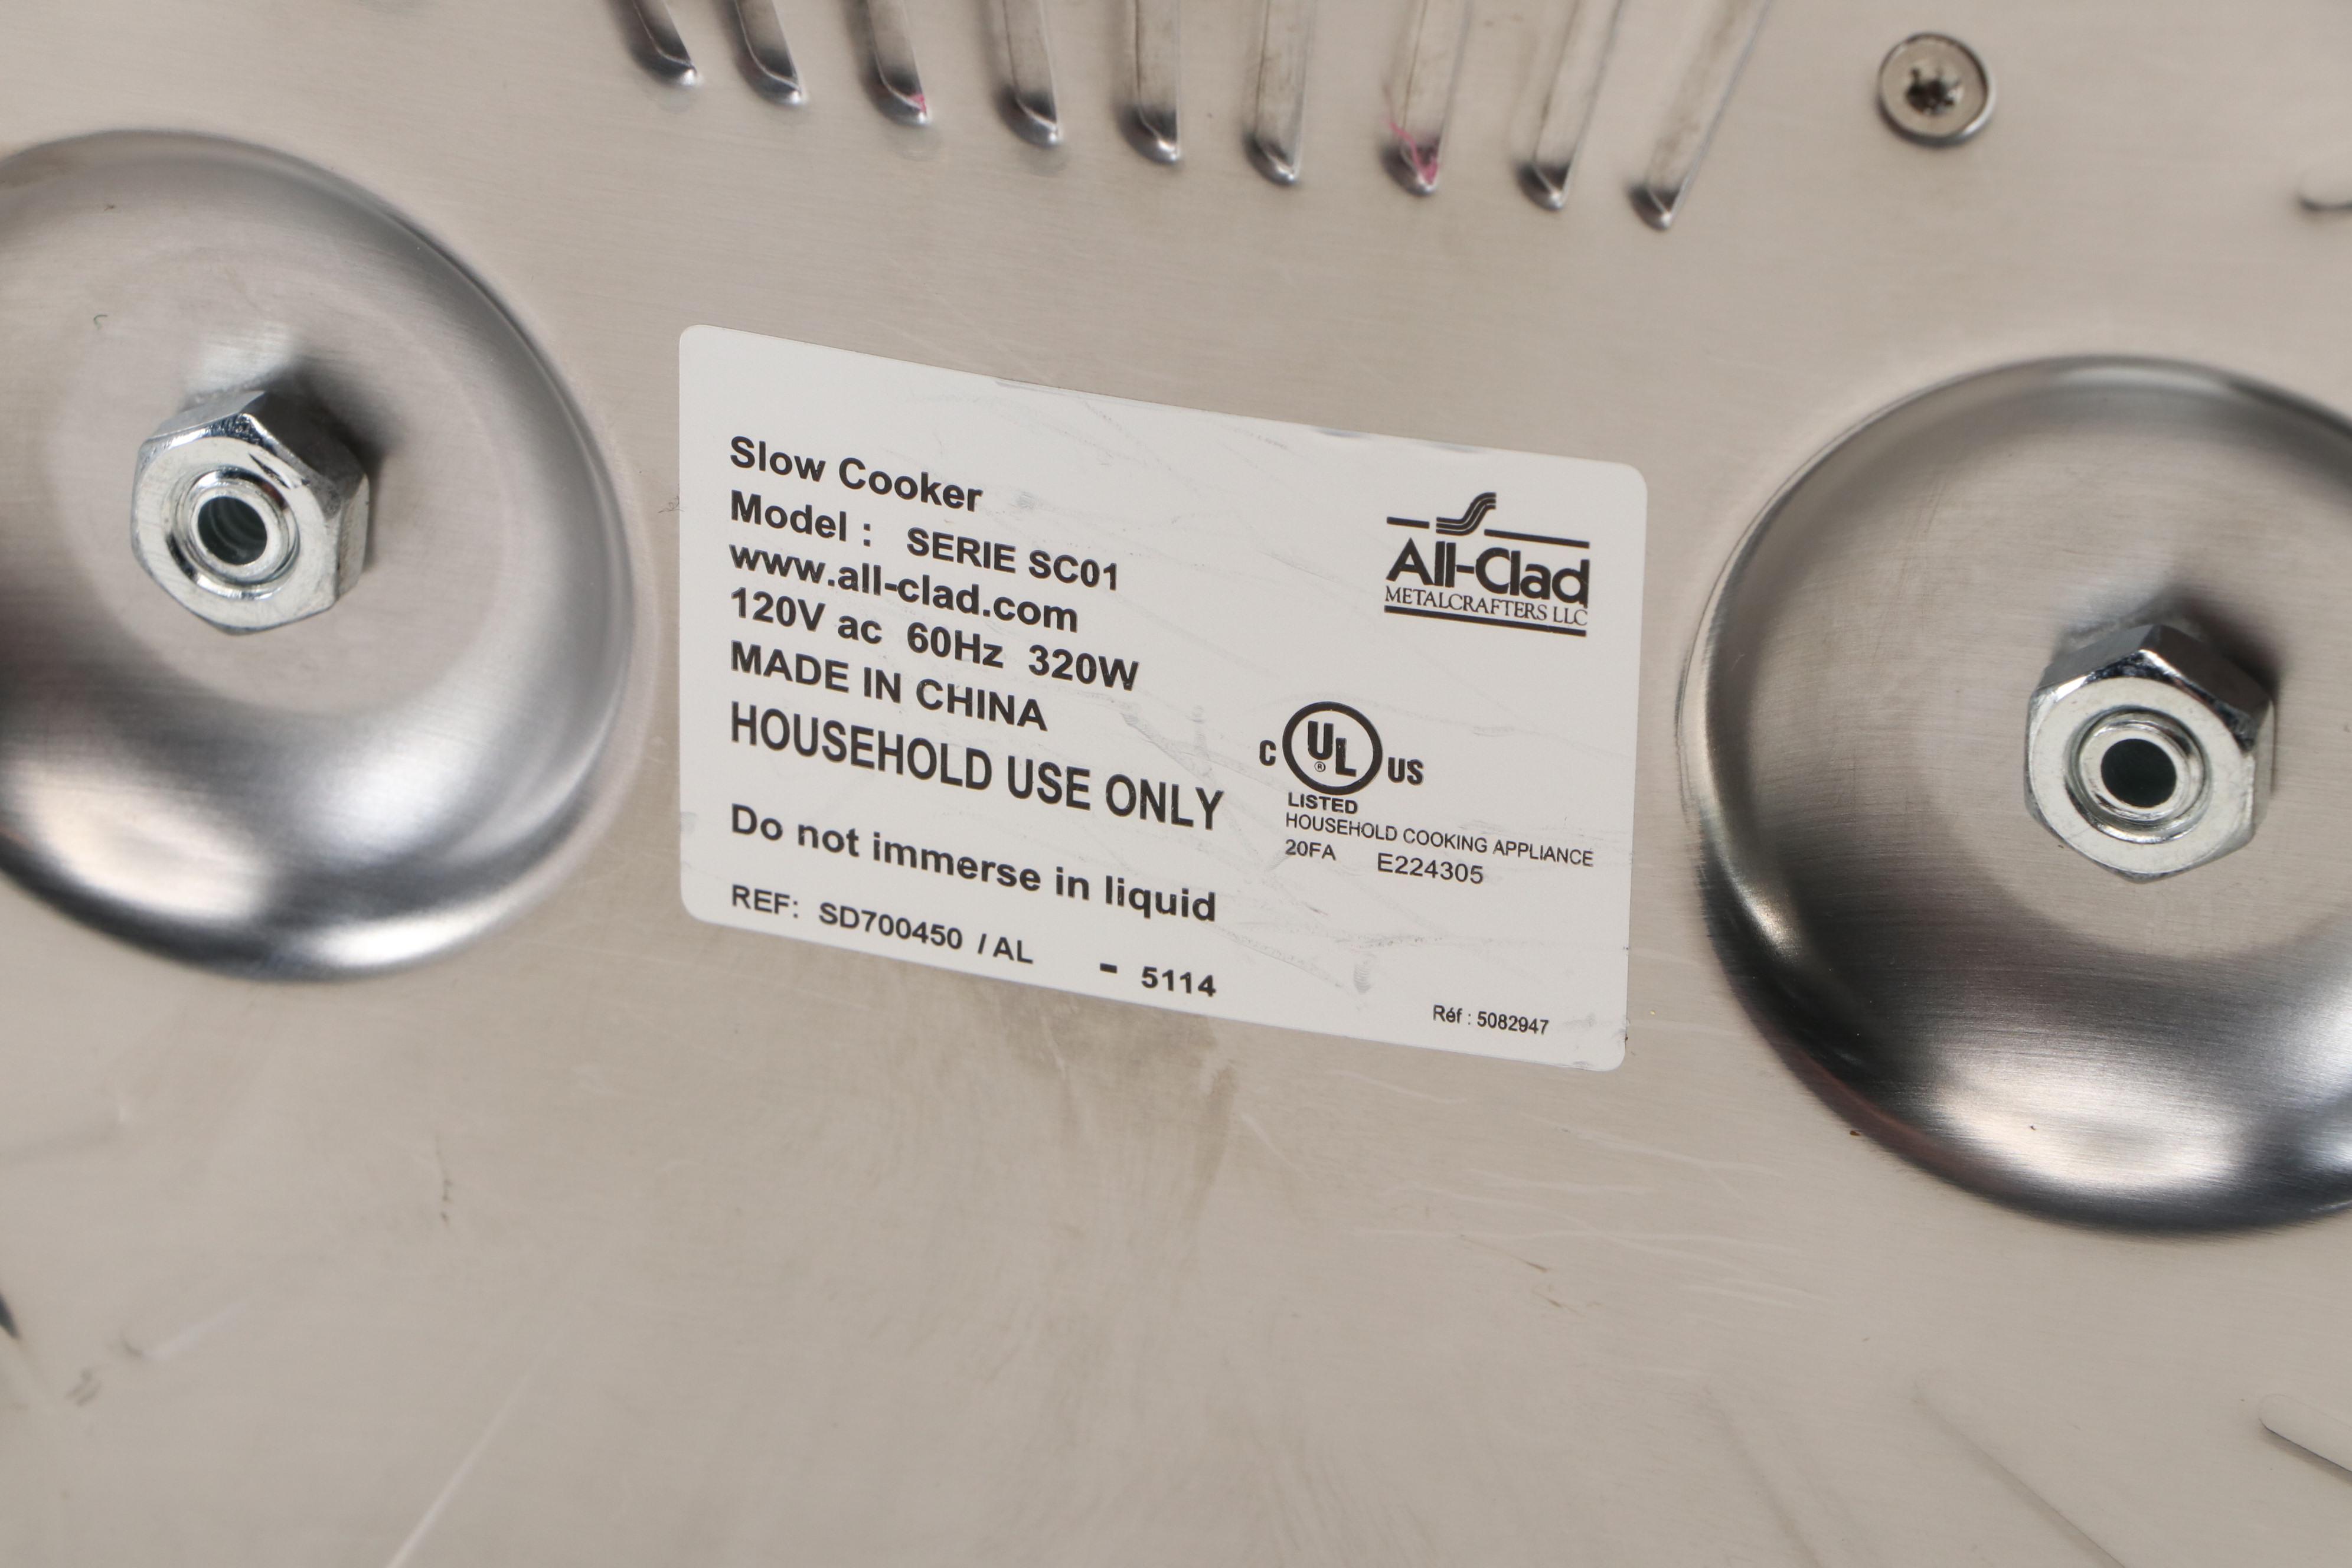 Slow Cooker
Model : SERIE SC01
www.all-clad.com
120V ac 60Hz 320W
MADE IN CHINA
HOUSEHOLD USE ONLY
Do not immerse in liquid
REF: SD700450 / AL - 5114
All-Clad
METALCRAFTERS LLC
C UL® US
LISTED
HOUSEHOLD COOKING APPLIANCE
20FA E224305
Réf : 5082947